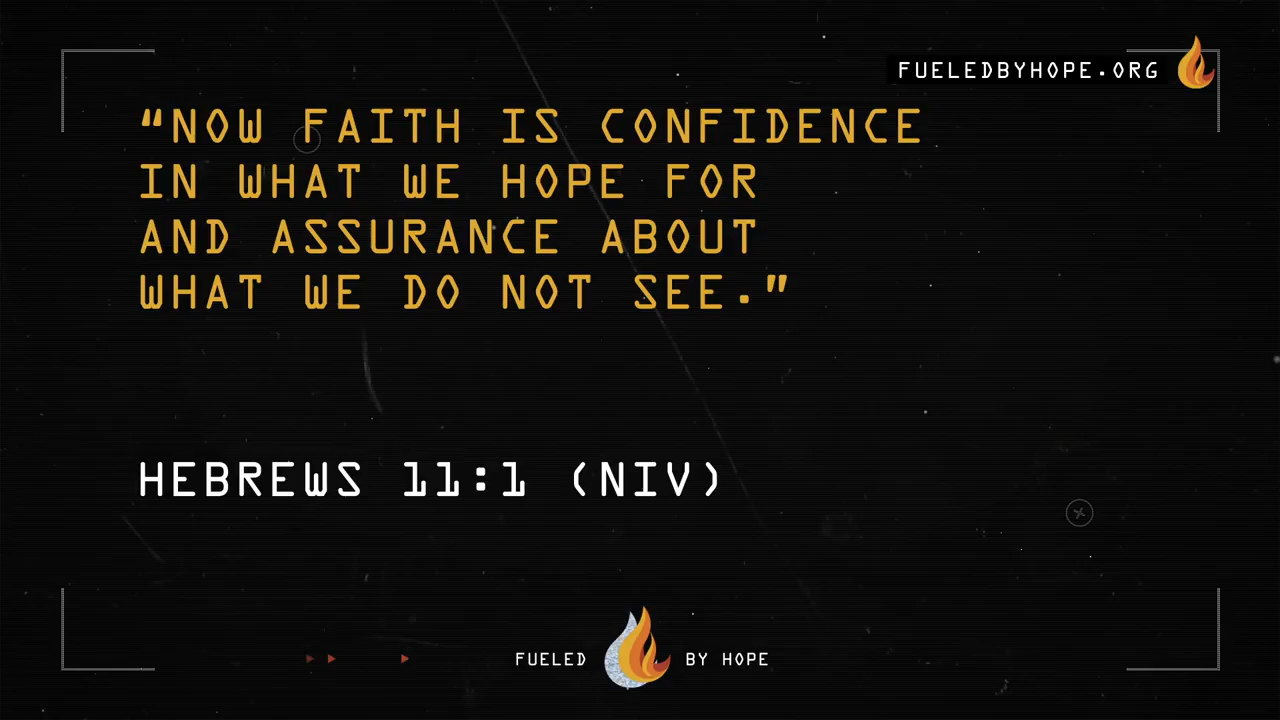 FUELEDBYHOPE.ORG
“NOW FAITH IS CONFIDENCE
IN WHAT WE HOPE FOR
AND ASSURANCE ABOUT
WHAT WE DO NOT SEE.”
HEBREWS 11:1 (NIV)
FUELED BY HOPE